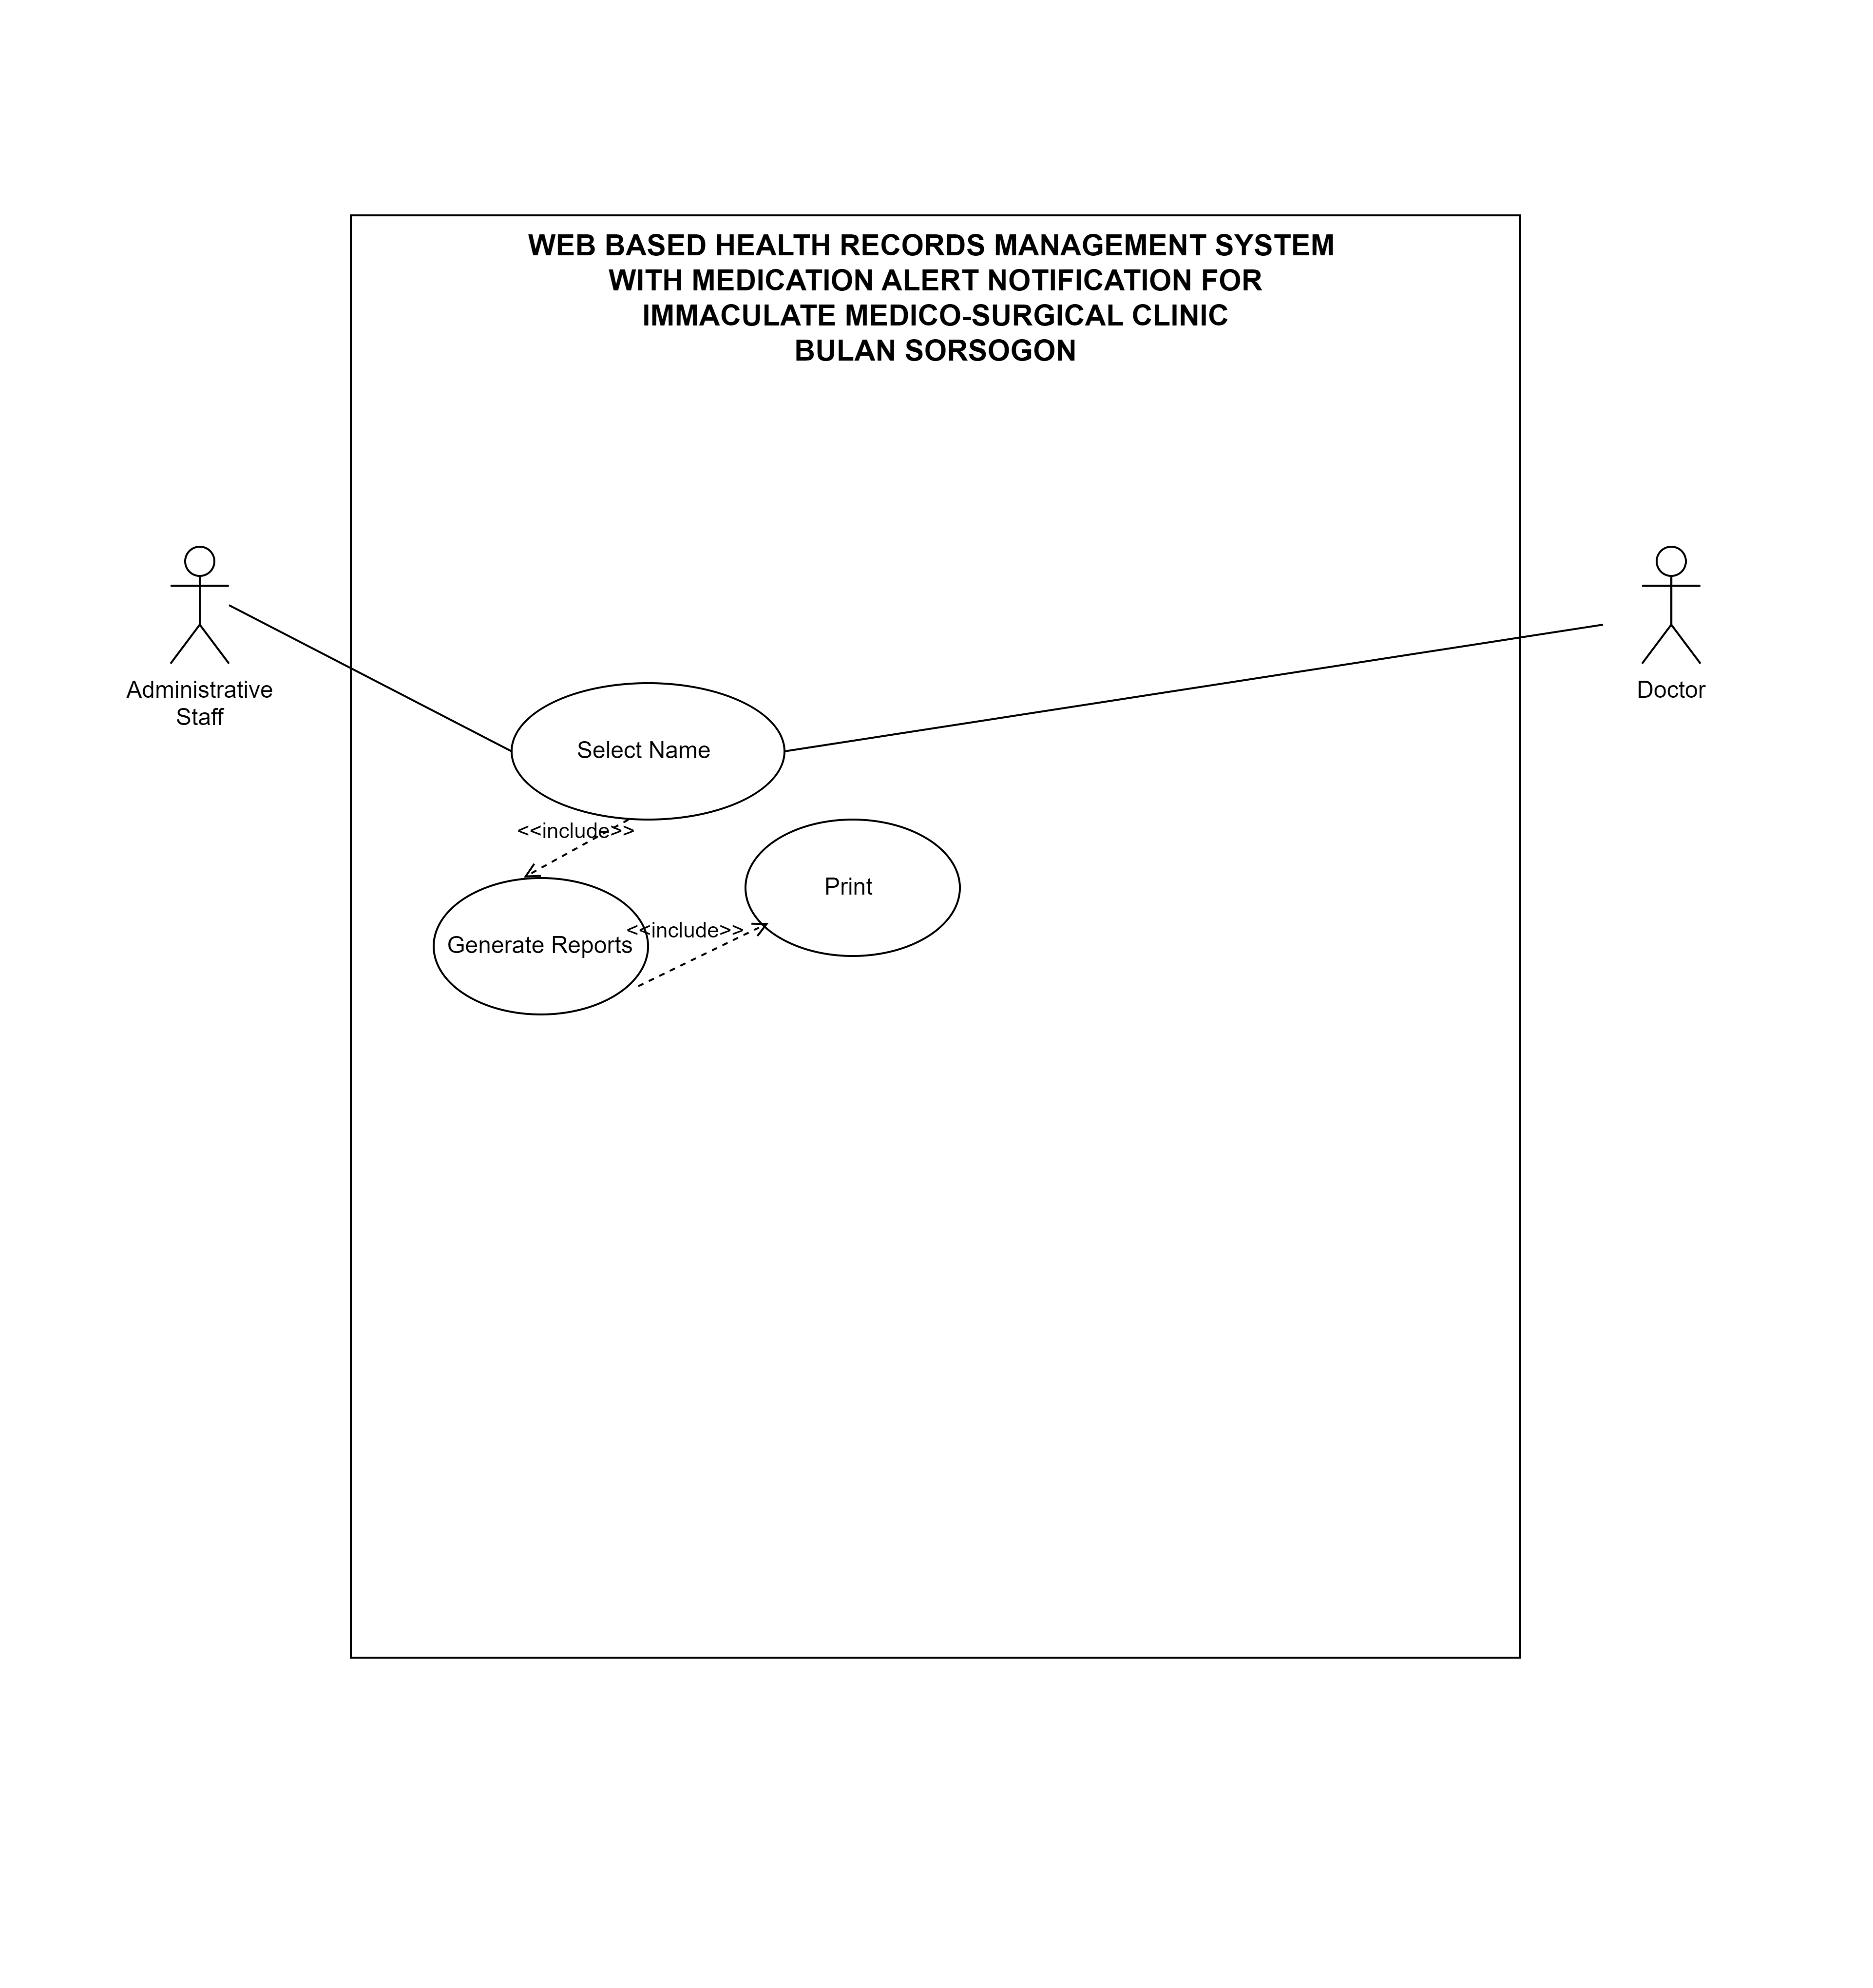 WEB BASED HEALTH RECORDS MANAGEMENT SYSTEM
WITH MEDICATION ALERT NOTIFICATION FOR
IMMACULATE MEDICO-SURGICAL CLINIC
BULAN SORSOGON
Administrative
Staff
Doctor
Select Name
<<include>>
Print
<<include>>
Generate Reports